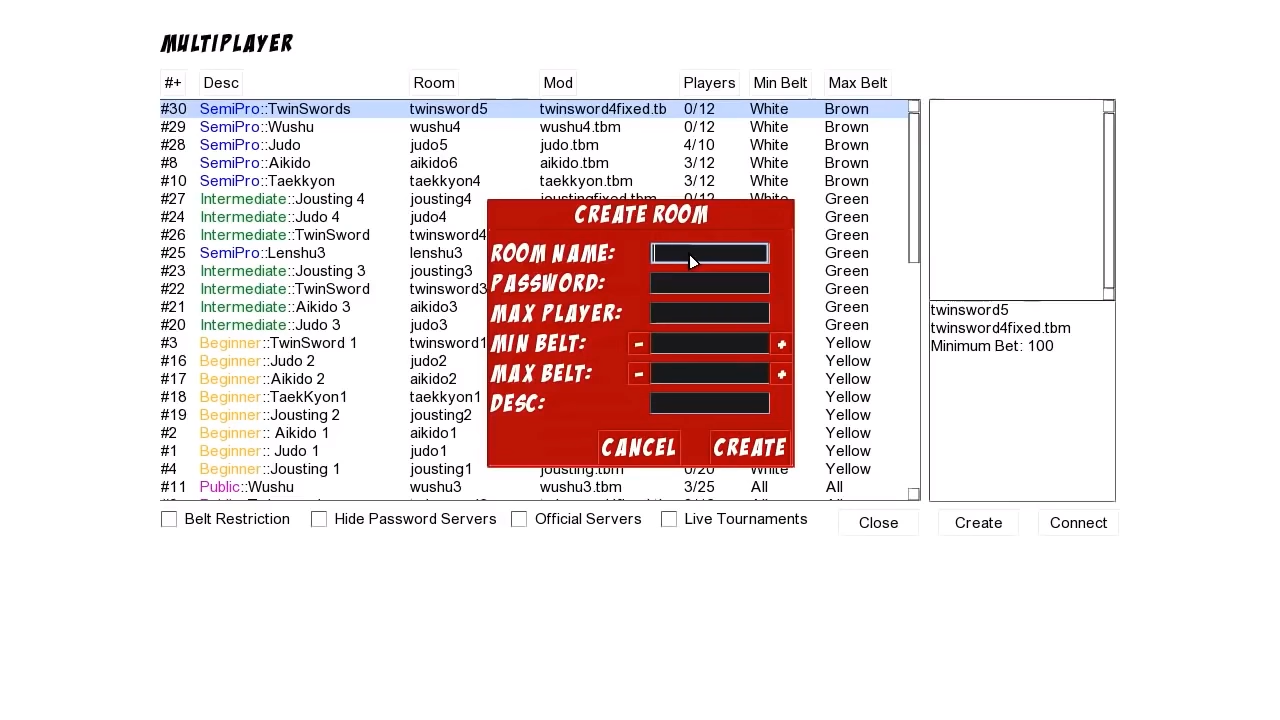 MULTIPLAYER
#+ Desc Room Mod Players Min Belt Max Belt
#30 SemiPro::TwinSwords twinsword5 twinsword4fixed.tb 0/12 White Brown
#29 SemiPro::Wushu wushu4 wushu4.tbm 0/12 White Brown
#28 SemiPro::Judo judo5 judo.tbm 4/10 White Brown
#8 SemiPro::Aikido aikido6 aikido.tbm 3/12 White Brown
#10 SemiPro::Taekkyon taekkyon4 taekkyon.tbm 3/12 White Brown
#27 Intermediate::Jousting 4 jousting4 joustingfixed.tbm 0/12 White Green
#24 Intermediate::Judo 4 judo4 Green
#26 Intermediate::TwinSword twinsword4 Green
#25 SemiPro::Lenshu3 lenshu3 Green
#23 Intermediate::Jousting 3 jousting3 Green
#22 Intermediate::TwinSword twinsword3 Green
#21 Intermediate::Aikido 3 aikido3 Green
#20 Intermediate::Judo 3 judo3 Green
#3 Beginner::TwinSword 1 twinsword1 Yellow
#16 Beginner::Judo 2 judo2 Yellow
#17 Beginner::Aikido 2 aikido2 Yellow
#18 Beginner::TaekKyon1 taekkyon1 Yellow
#19 Beginner::Jousting 2 jousting2 Yellow
#2 Beginner:: Aikido 1 aikido1 Yellow
#1 Beginner:: Judo 1 judo1 Yellow
#4 Beginner::Jousting 1 jousting1 jousting.tbm 0/20 White Yellow
#11 Public::Wushu wushu3 wushu3.tbm 3/25 All All
CREATE ROOM
ROOM NAME:
PASSWORD:
MAX PLAYER:
MIN BELT: - +
MAX BELT: - +
DESC:
CANCEL CREATE
twinsword5
twinsword4fixed.tbm
Minimum Bet: 100
Belt Restriction Hide Password Servers Official Servers Live Tournaments Close Create Connect